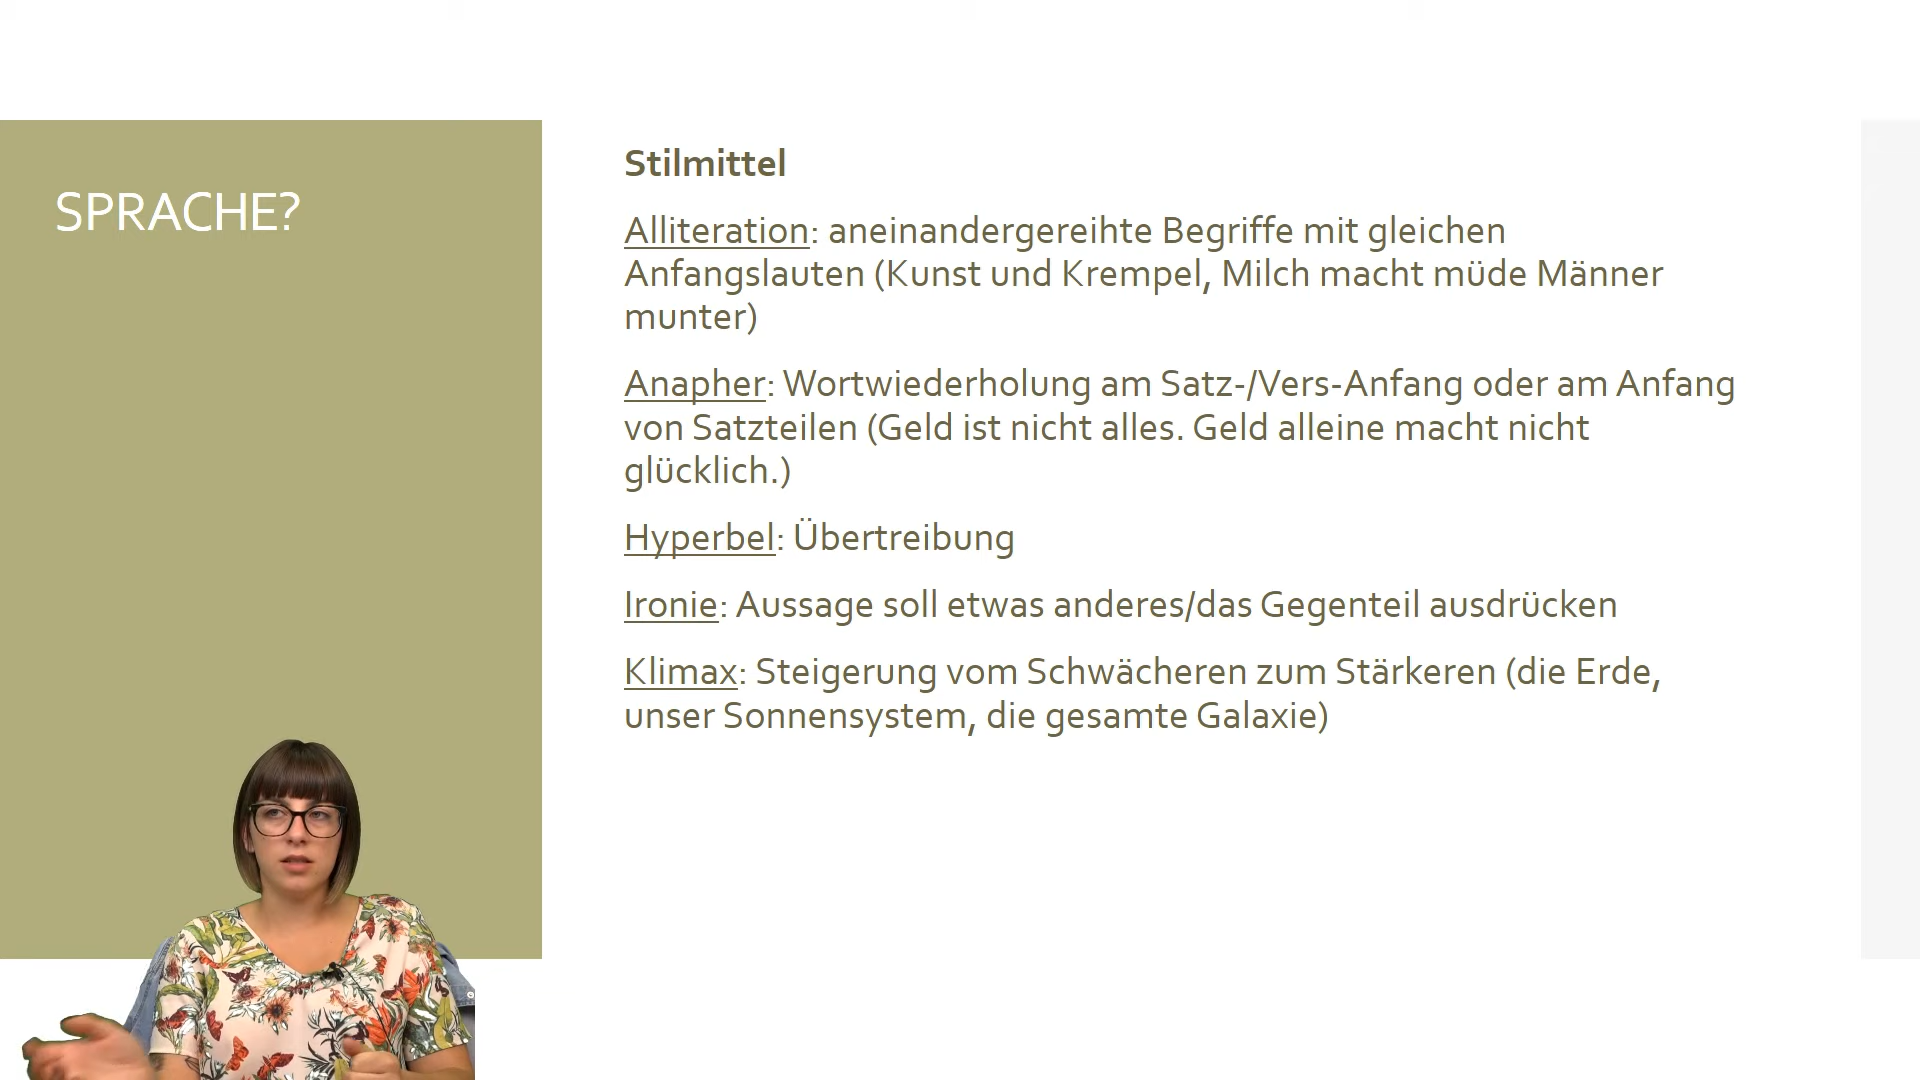 SPRACHE?
Stilmittel
Alliteration: aneinandergereihte Begriffe mit gleichen
Anfangslauten (Kunst und Krempel, Milch macht müde Männer
munter)
Anapher: Wortwiederholung am Satz-/Vers-Anfang oder am Anfang
von Satzteilen (Geld ist nicht alles. Geld alleine macht nicht
glücklich.)
Hyperbel: Übertreibung
Ironie: Aussage soll etwas anderes/das Gegenteil ausdrücken
Klimax: Steigerung vom Schwächeren zum Stärkeren (die Erde,
unser Sonnensystem, die gesamte Galaxie)